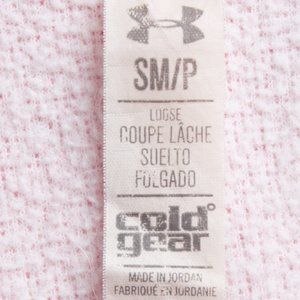 SM/P
LOOSE
COUPE LÂCHE
SUELTO
FOLGADO
cold°
gear
MADE IN JORDAN
FABRIQUÉ EN JORDANIE